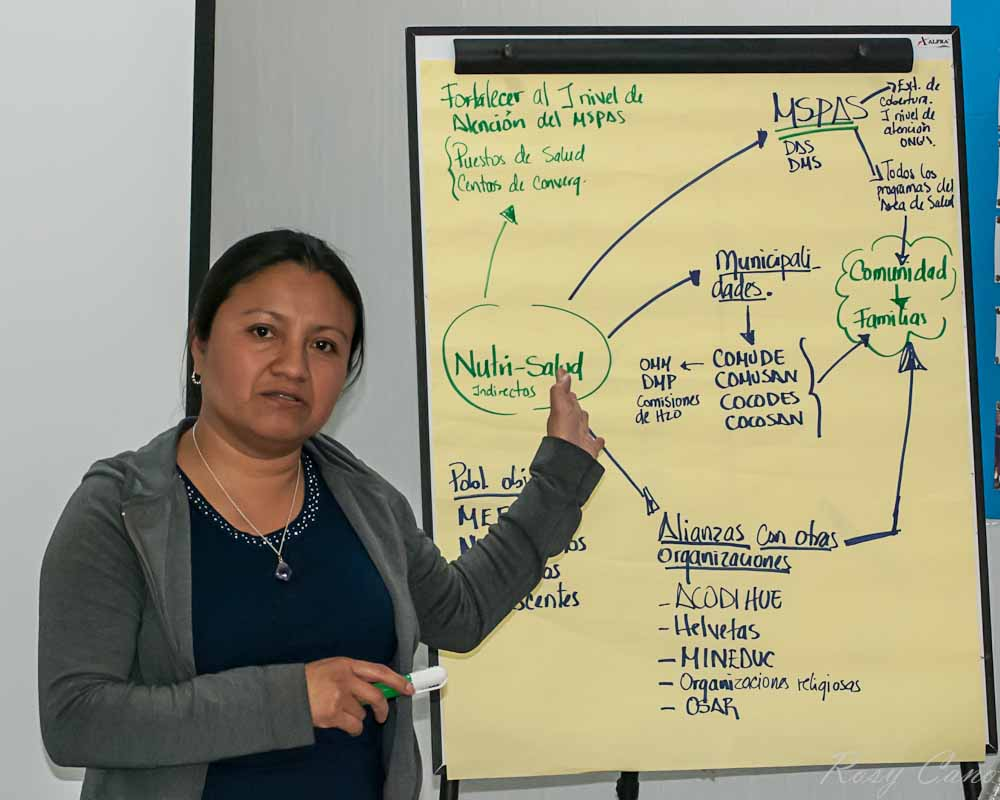 ALFRA
Fortalecer al I nivel de
Atención del MSPAS
Puestos de Salud
Centros de Converg.
MSPAS
DAS
DMS
Ext. de
cobertura.
I nivel de
atención
ONG's
Todos los
programas del
Área de Salud
Comunidad
Familias
Municipali-
dades.
COMUDE
COMUSAN
COCODES
COCOSAN
OMM
DMP
Comisiones
de H2O
Nutri-Salud
Indirectos
Pobl.
Alianzas con otras
Organizaciones
- ACODIHUE
- Helvetas
- MINEDUC
- Organizaciones religiosas
- OSAR
Rosy Cano